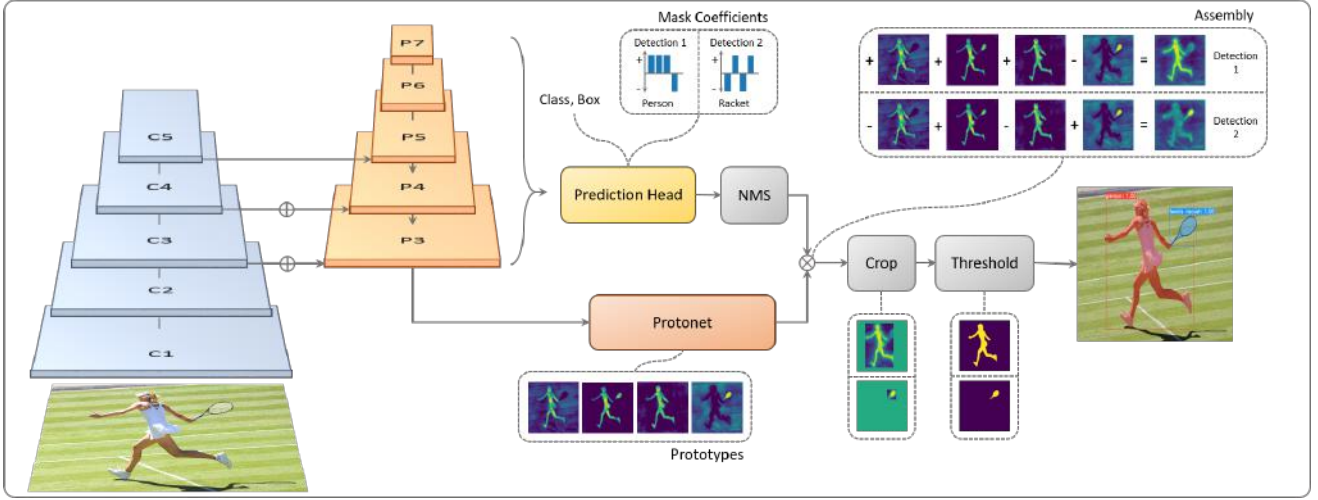 Mask Coefficients
Detection 1
Detection 2
+
-
Person
+
-
Racket
Class, Box
Assembly
+ + + - = Detection 1
- + - + = Detection 2
P7
P6
P5
P4
P3
C5
C4
C3
C2
C1
Prediction Head
NMS
Crop
Threshold
Protonet
Prototypes